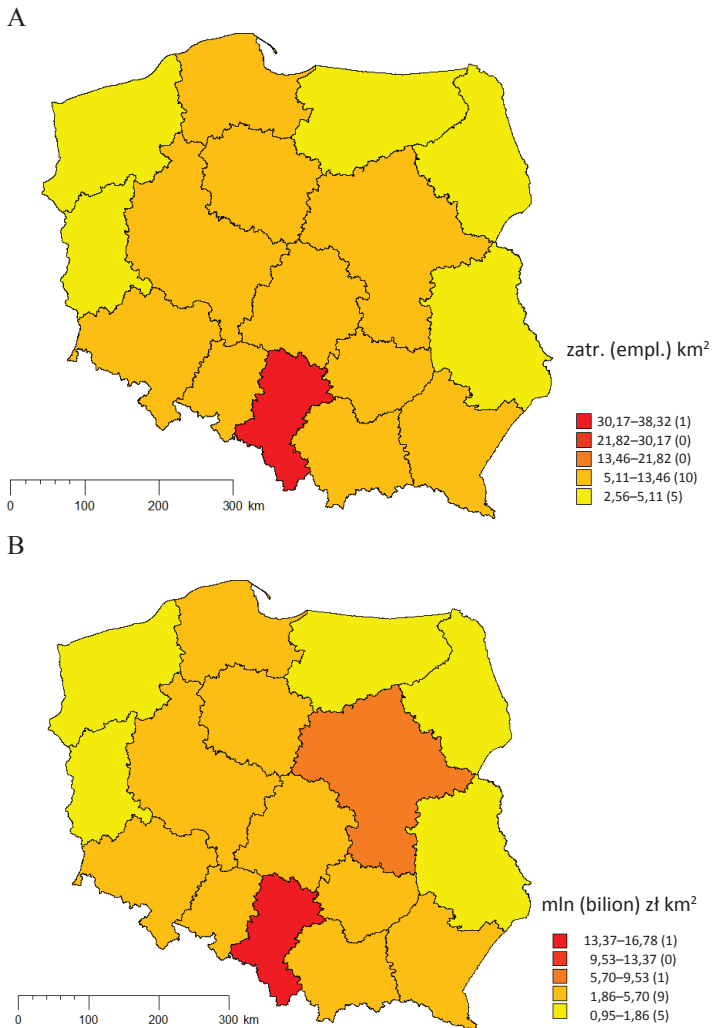 A
zatr. (empl.) km²
30,17–38,32 (1)
21,82–30,17 (0)
13,46–21,82 (0)
5,11–13,46 (10)
2,56–5,11 (5)
0 100 200 300 km
B
mln (bilion) zł km²
13,37–16,78 (1)
9,53–13,37 (0)
5,70–9,53 (1)
1,86–5,70 (9)
0,95–1,86 (5)
0 100 200 300 km